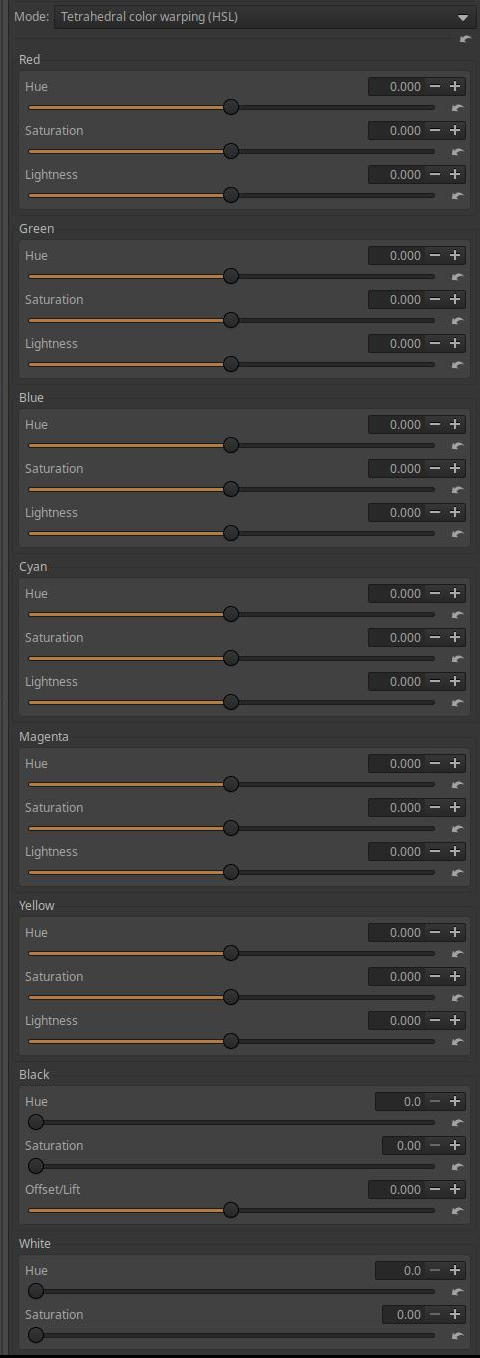 Mode: Tetrahedral color warping (HSL)
Red
Hue 0.000
Saturation 0.000
Lightness 0.000
Green
Hue 0.000
Saturation 0.000
Lightness 0.000
Blue
Hue 0.000
Saturation 0.000
Lightness 0.000
Cyan
Hue 0.000
Saturation 0.000
Lightness 0.000
Magenta
Hue 0.000
Saturation 0.000
Lightness 0.000
Yellow
Hue 0.000
Saturation 0.000
Lightness 0.000
Black
Hue 0.0
Saturation 0.00
Offset/Lift 0.000
White
Hue 0.0
Saturation 0.00